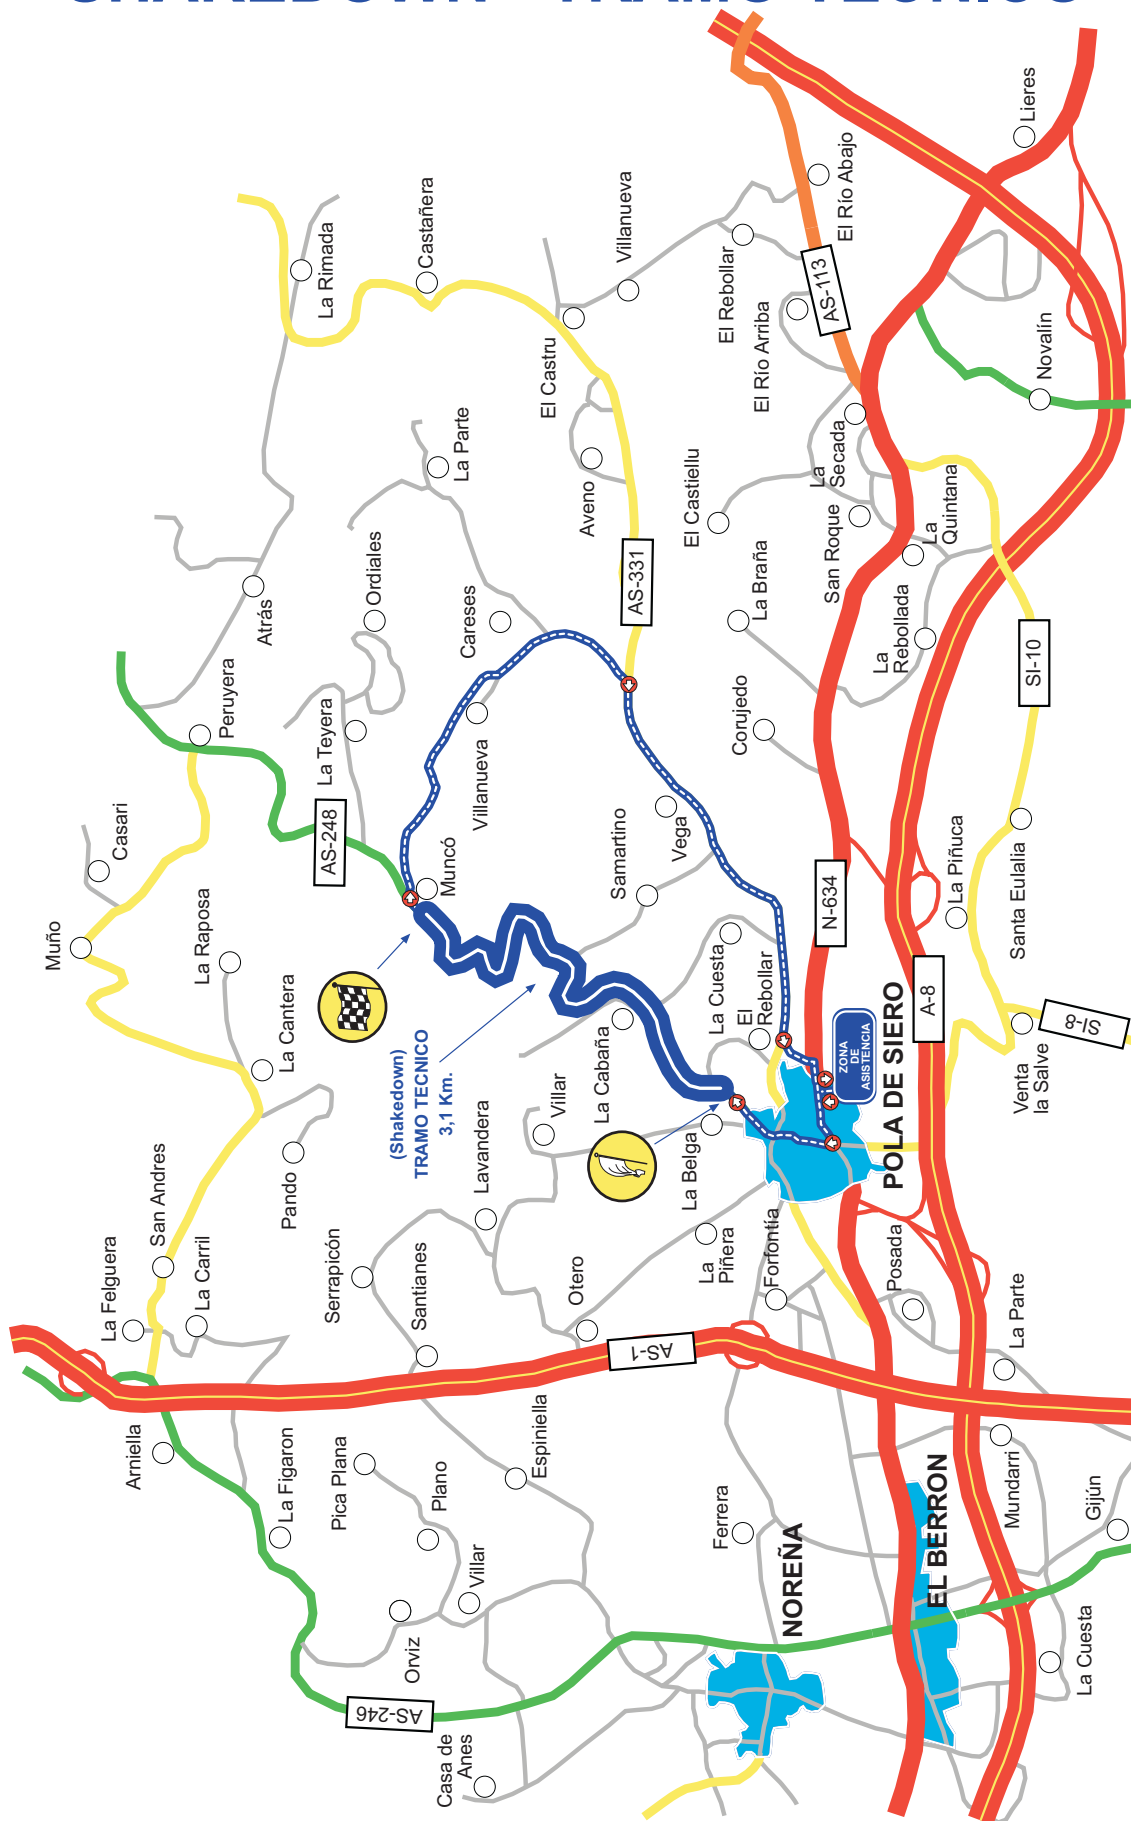 SHAKEDOWN TRAMO TECNICO
Lieres
El Río Abajo
AS-113
Villanueva
Castañera
La Rimada
El Rebollar
El Río Arriba
Novalín
El Castru
La Parte
Aveno
El Castiellu
La
Secada
San Roque
La
Quintana
La Braña
La
Rebollada
SI-10
AS-331
Careses
Ordiales
Atrás
Peruyera
La Teyera
Villanueva
Corujedo
Vega
Samartino
AS-248
Casari
Muncó
Muño
La Raposa
La Cantera
N-634
La Piñuca
Santa Eulalia
A-8
SI-8
Venta
la Salve
La Cuesta
El
Rebollar
ZONA
DE
ASISTENCIA
POLA DE SIERO
La Cabaña
(Shakedown)
TRAMO TECNICO
3,1 Km.
Villar
Lavandera
La Belga
Pando
San Andres
La Felguera
La Carril
Serrapicón
Santianes
Otero
La
Piñera
Forfontía
Posada
La Parte
AS-1
Arniella
La Figaron
Pica Plana
Plano
Espiniella
Villar
Orviz
Ferrera
NOREÑA
EL BERRON
Mundarri
Gijún
La Cuesta
AS-246
Casa de
Anes